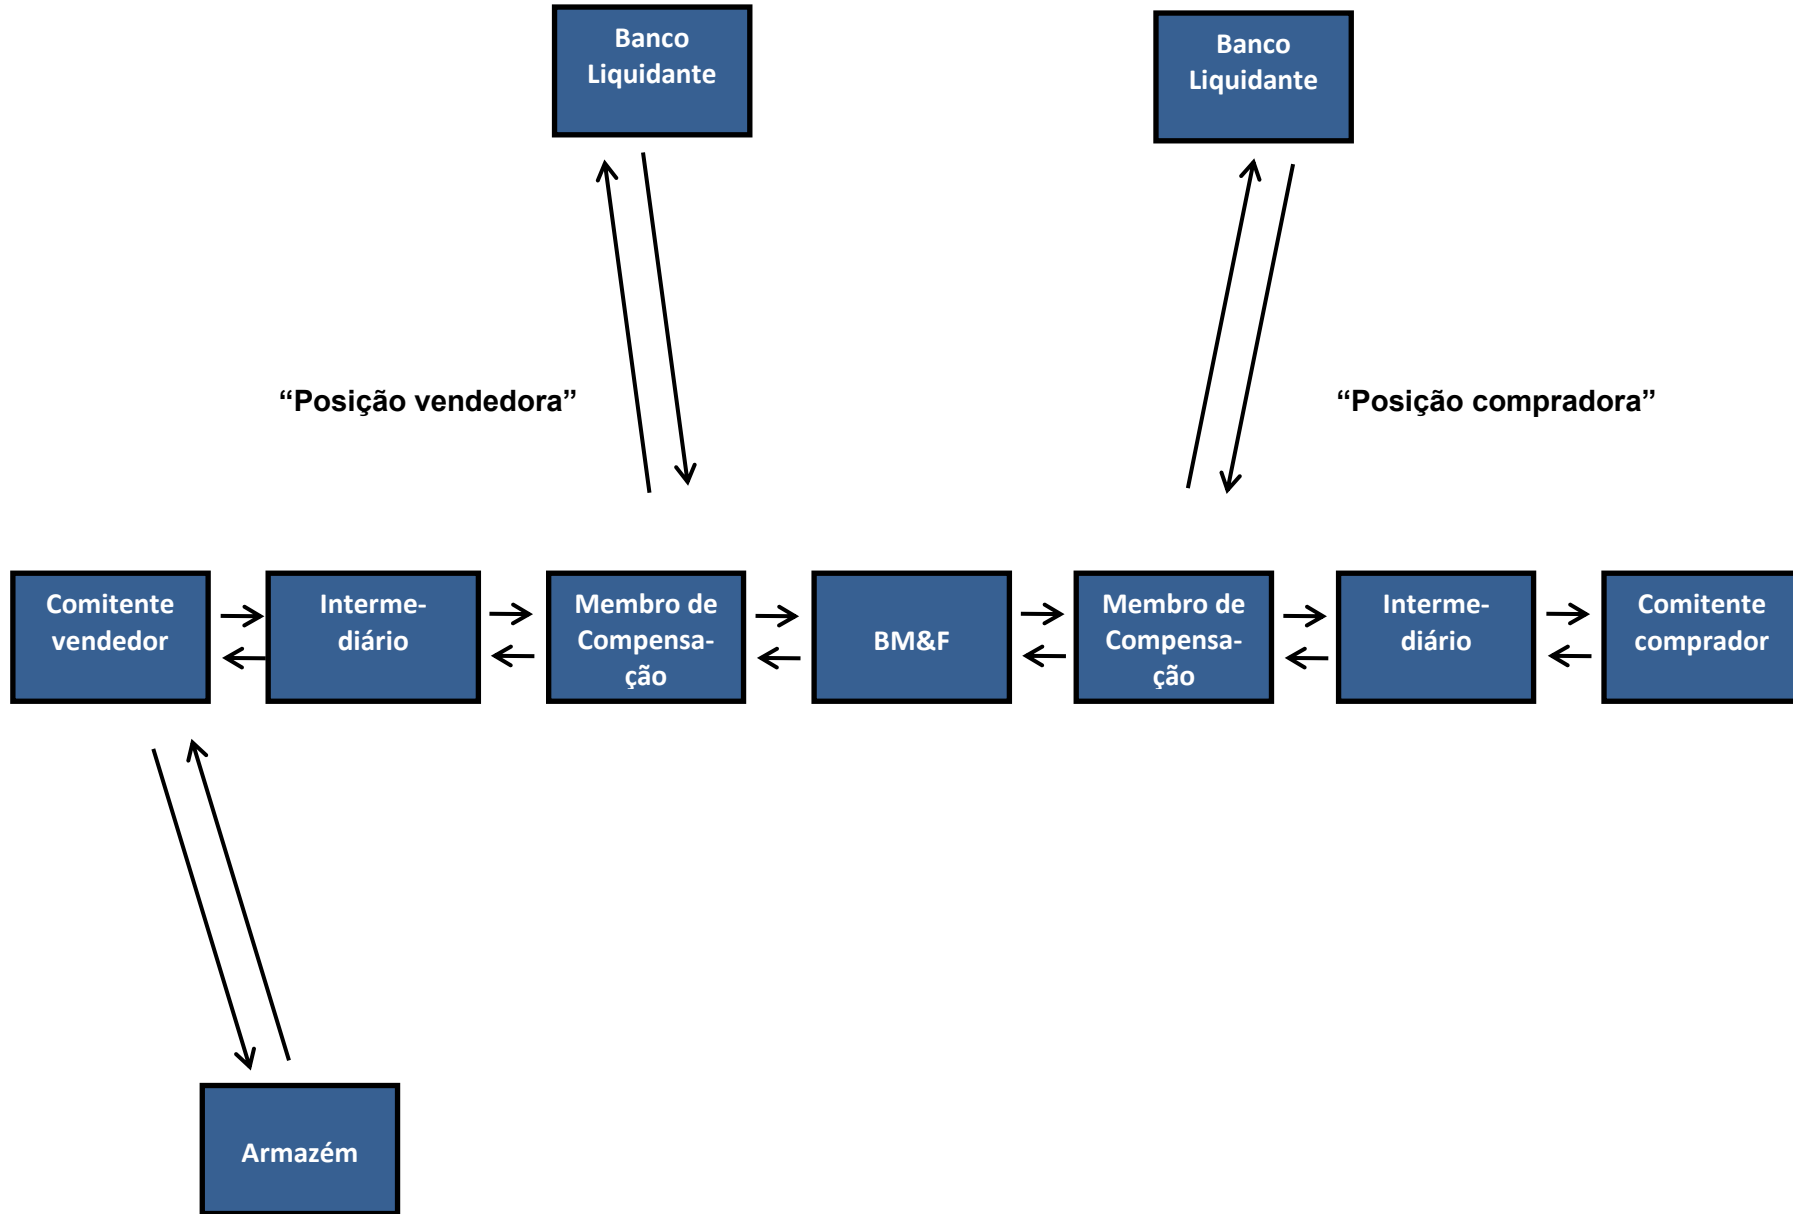 Banco
Liquidante
Banco
Liquidante
“Posição vendedora”
“Posição compradora”
Comitente
vendedor
Interme-
diário
Membro de
Compensa-
ção
BM&F
Membro de
Compensa-
ção
Interme-
diário
Comitente
comprador
Armazém